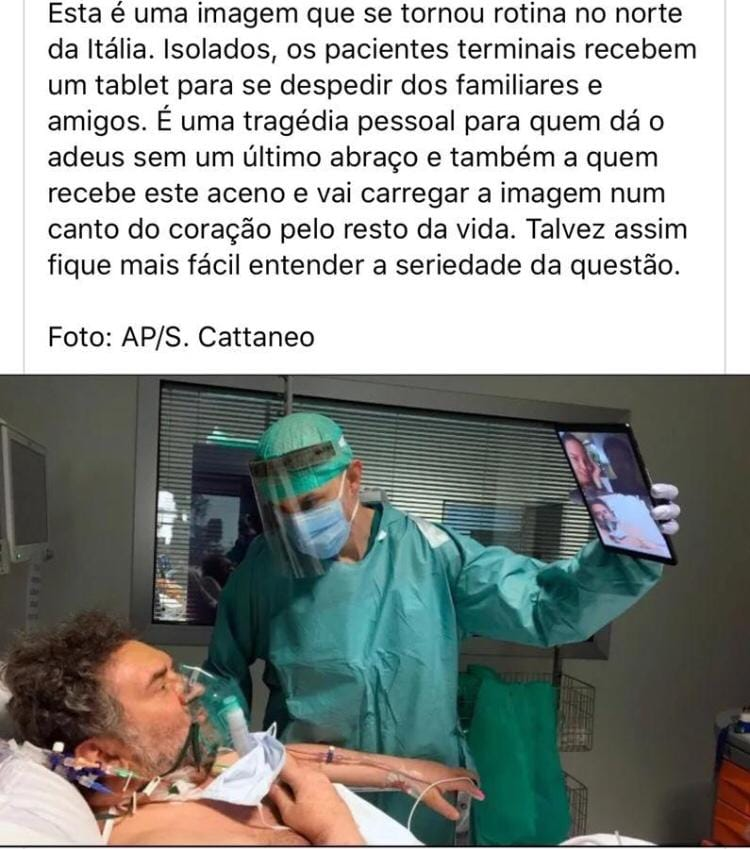 Esta é uma imagem que se tornou rotina no norte
da Itália. Isolados, os pacientes terminais recebem
um tablet para se despedir dos familiares e
amigos. É uma tragédia pessoal para quem dá o
adeus sem um último abraço e também a quem
recebe este aceno e vai carregar a imagem num
canto do coração pelo resto da vida. Talvez assim
fique mais fácil entender a seriedade da questão.
Foto: AP/S. Cattaneo